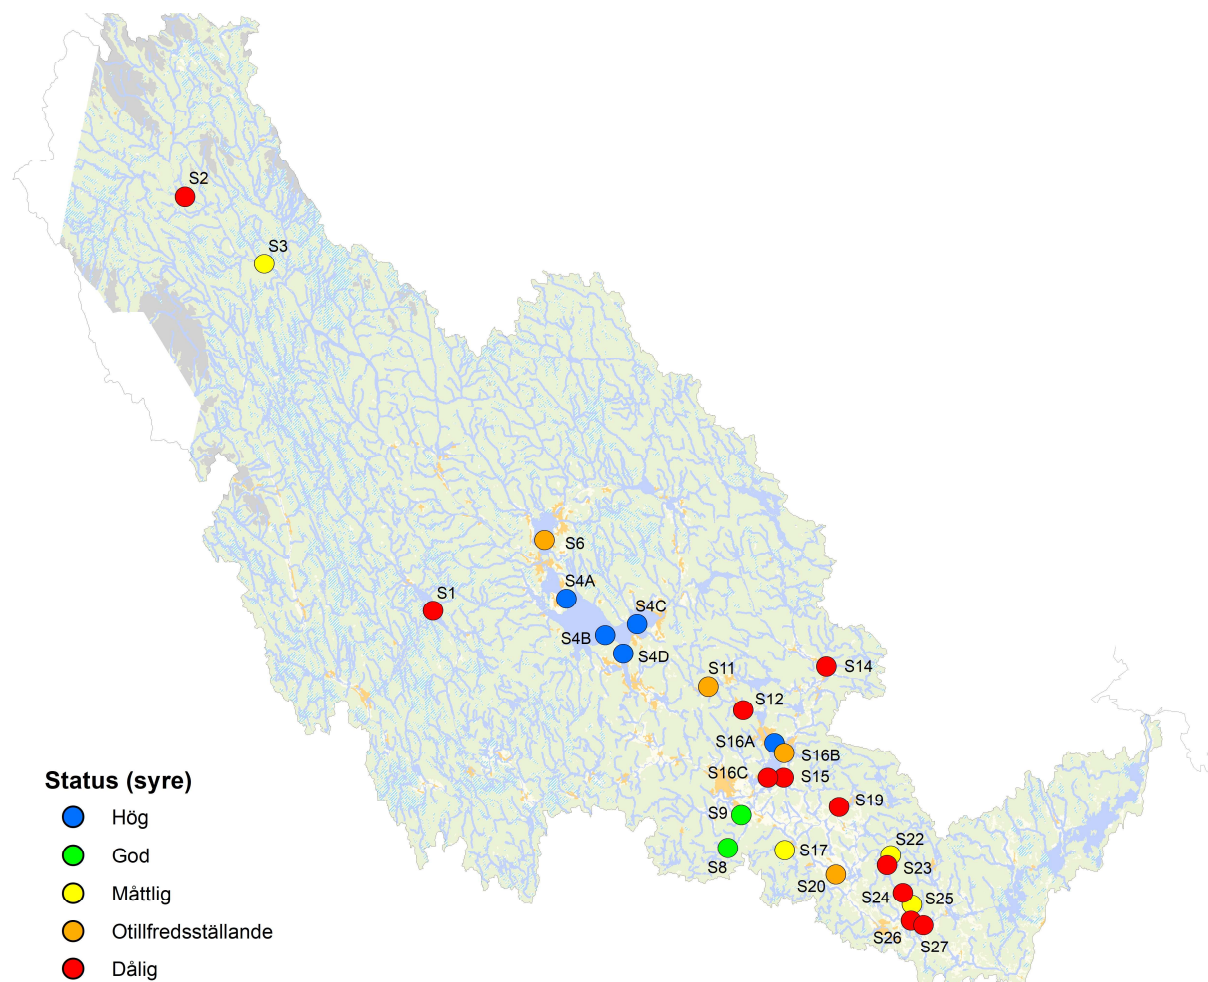 S2
S3
S6
S4A
S1
S4C
S4B
S4D
S14
S11
S12
S16A
S16B
S16C
S15
S19
S9
S22
S17
S8
S23
S20
S24
S25
S26
S27
Status (syre)
Hög
God
Måttlig
Otillfredsställande
Dålig